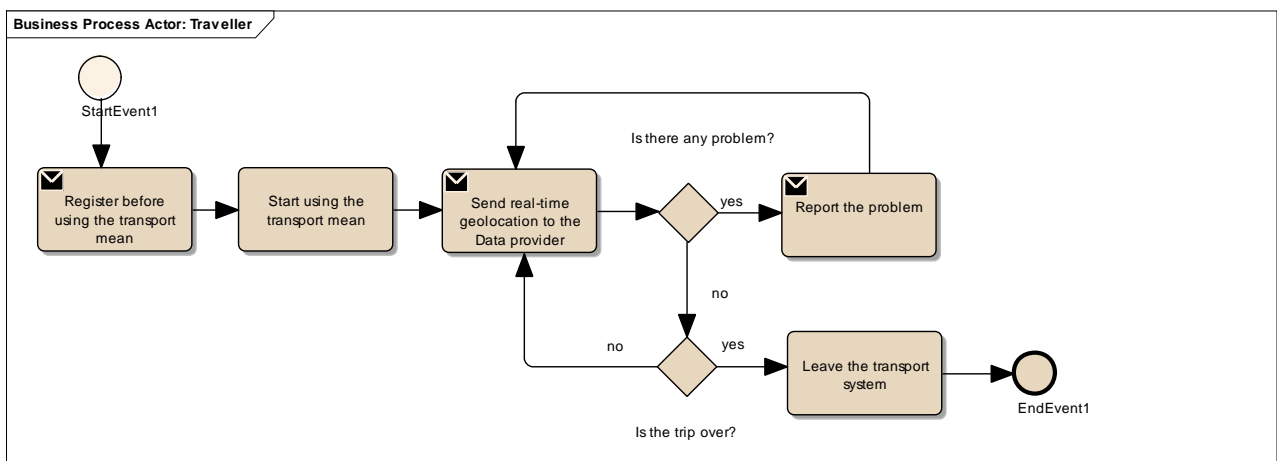 Business Process Actor: Traveller
StartEvent1
Is there any problem?
Register before
using the transport
mean
Start using the
transport mean
Send real-time
geolocation to the
Data provider
yes
Report the problem
no
no
yes
Leave the transport
system
EndEvent1
Is the trip over?